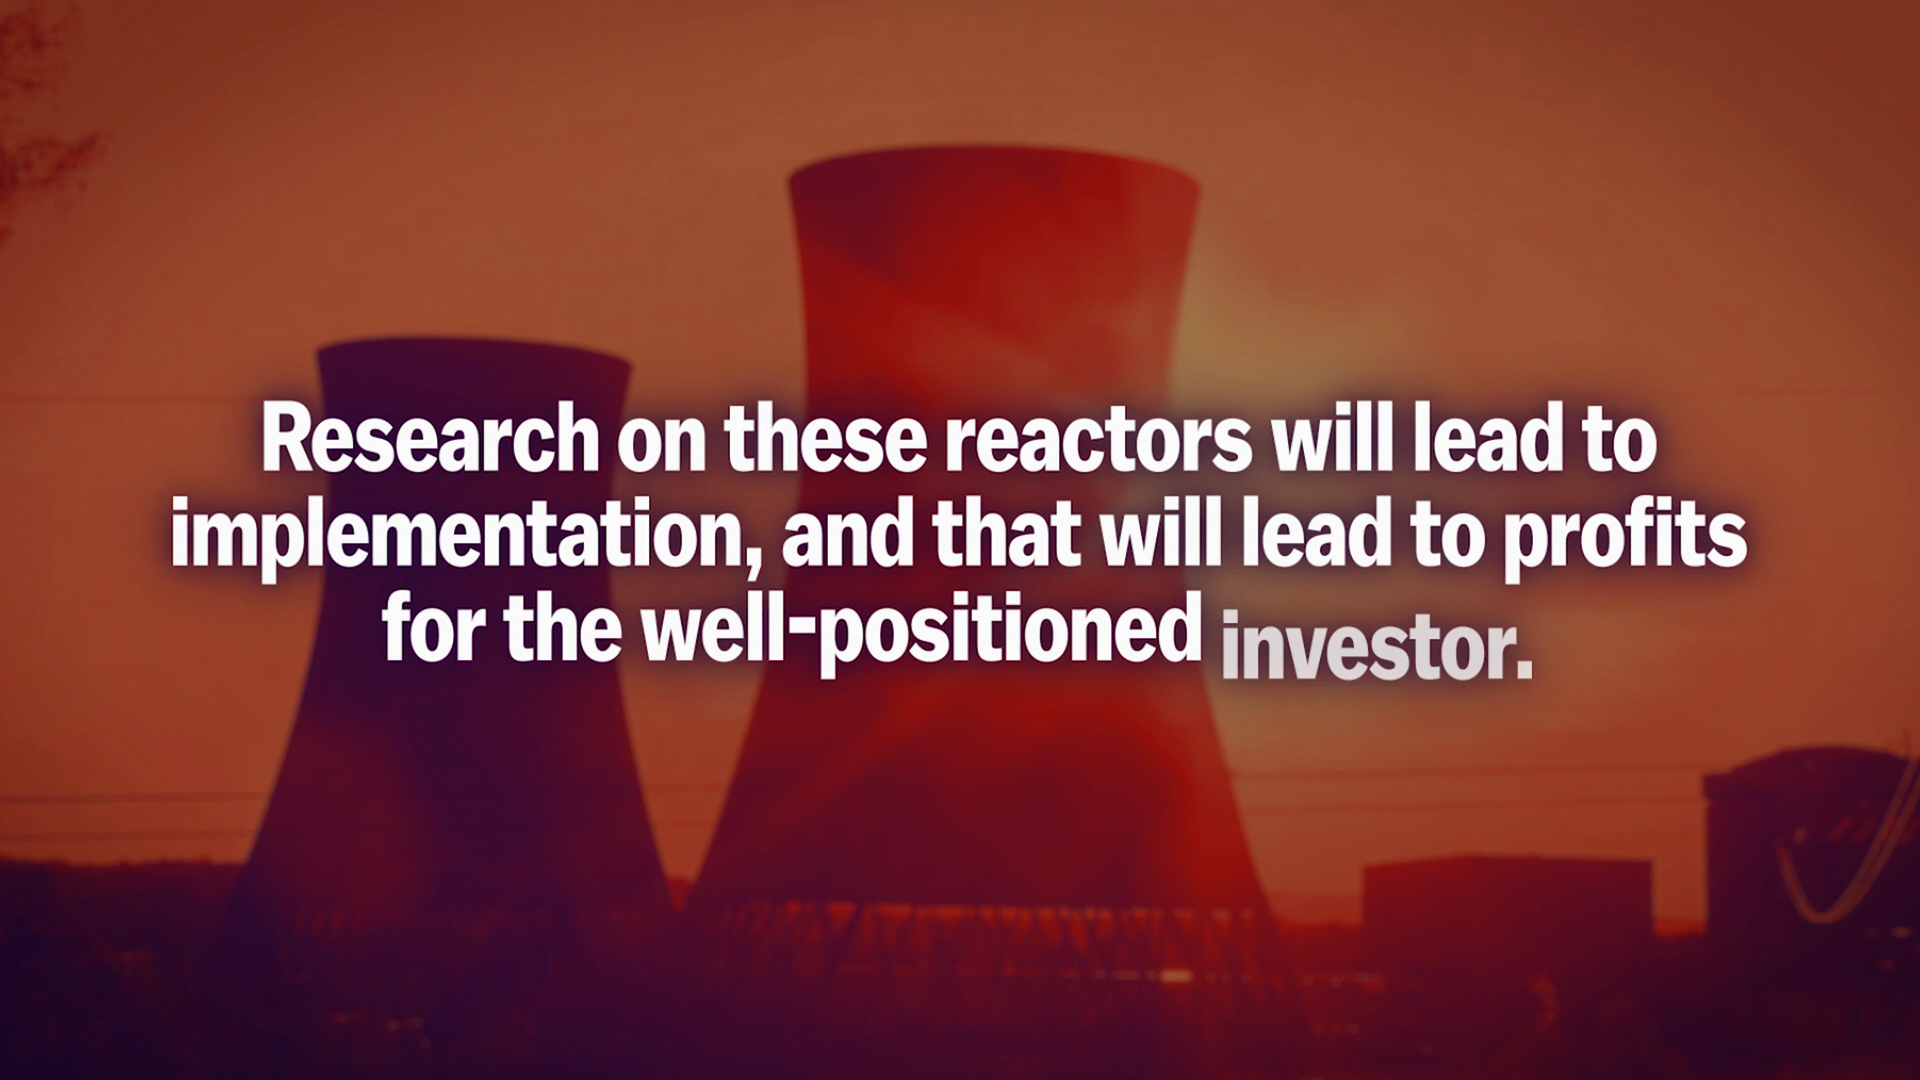 Research on these reactors will lead to
implementation, and that will lead to profits
for the well-positioned investor.